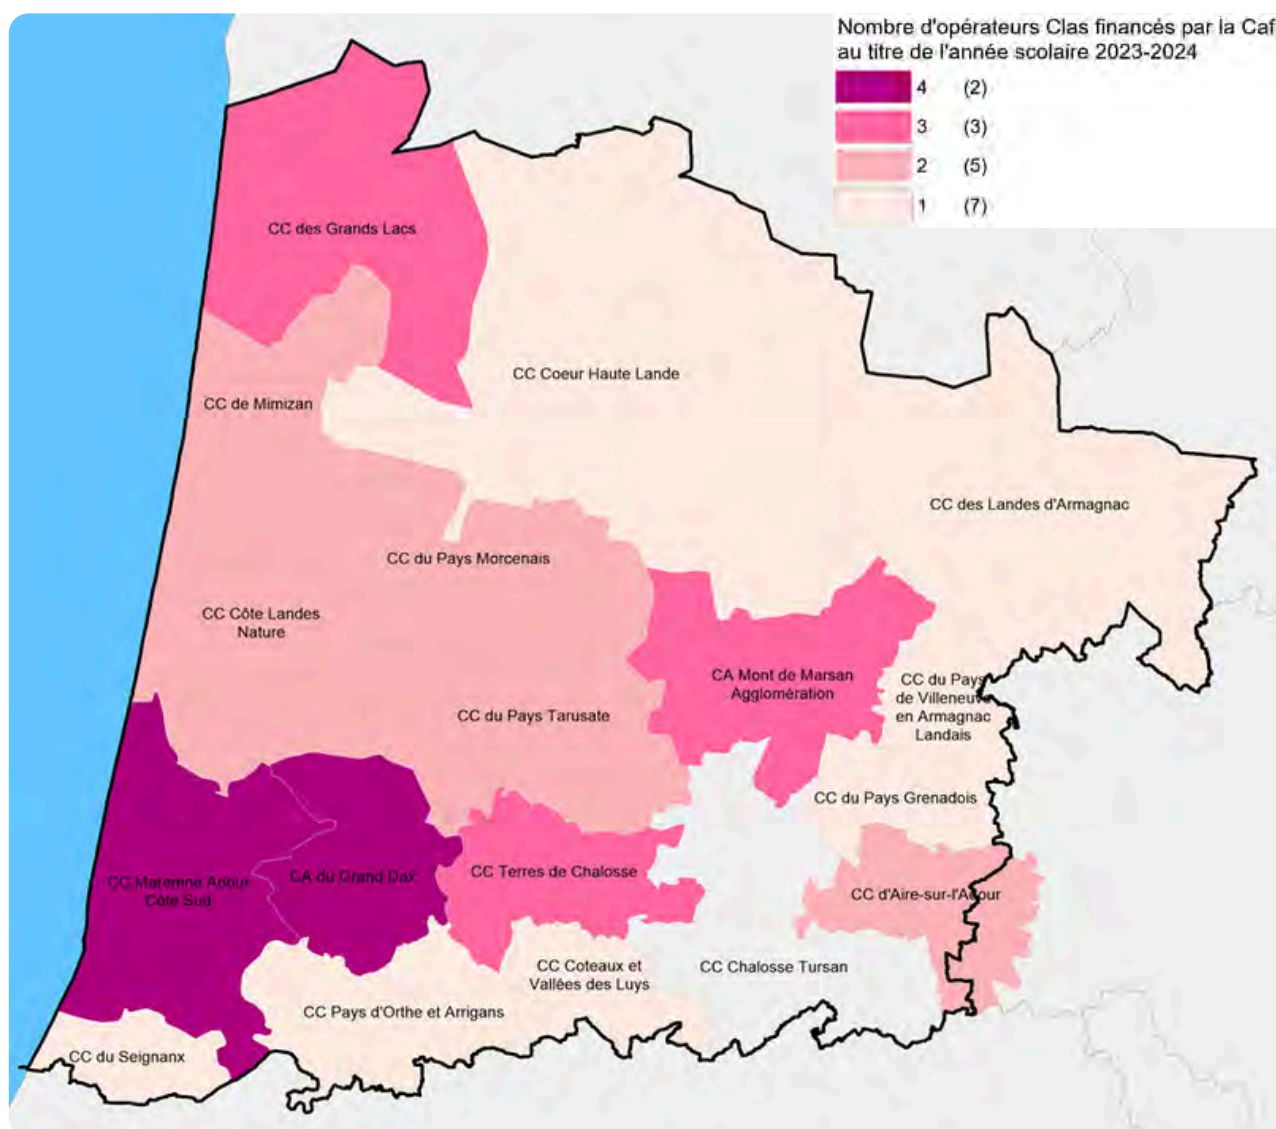 Nombre d'opérateurs Clas financés par la Caf
au titre de l'année scolaire 2023-2024
4 (2)
3 (3)
2 (5)
1 (7)
CC des Grands Lacs
CC Coeur Haute Lande
CC de Mimizan
CC des Landes d'Armagnac
CC du Pays Morcenais
CC Côte Landes
Nature
CA Mont de Marsan
Agglomération
CC du Pays
de Villeneuve
en Armagnac
Landais
CC du Pays Tarusate
CC du Pays Grenadois
CC Maremne Adour
Côte Sud
CA du Grand Dax
CC Terres de Chalosse
CC d'Aire-sur-l'Adour
CC Coteaux et
Vallées des Luys
CC Chalosse Tursan
CC Pays d'Orthe et Arrigans
CC du Seignanx